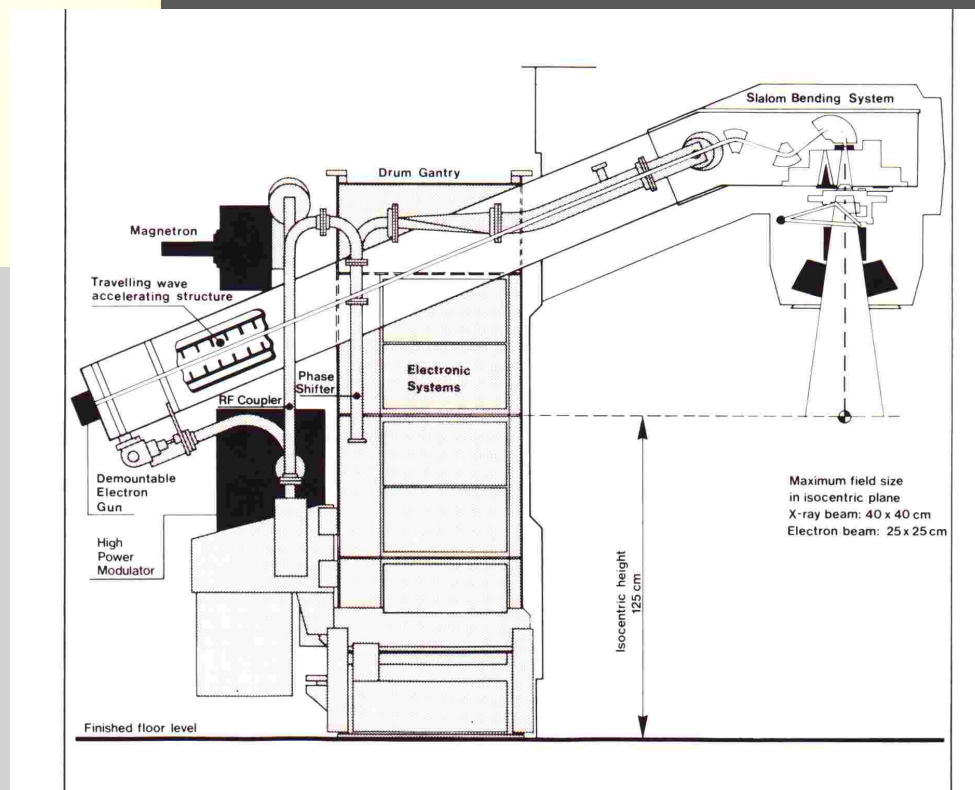 Slalom Bending System
Drum Gantry
Magnetron
Travelling wave
accelerating structure
Phase
Shifter
Electronic
Systems
RF Coupler
Demountable
Electron
Gun
High
Power
Modulator
Maximum field size
in isocentric plane
X-ray beam: 40 x 40 cm
Electron beam: 25 x 25 cm
Isocentric height
125 cm
Finished floor level